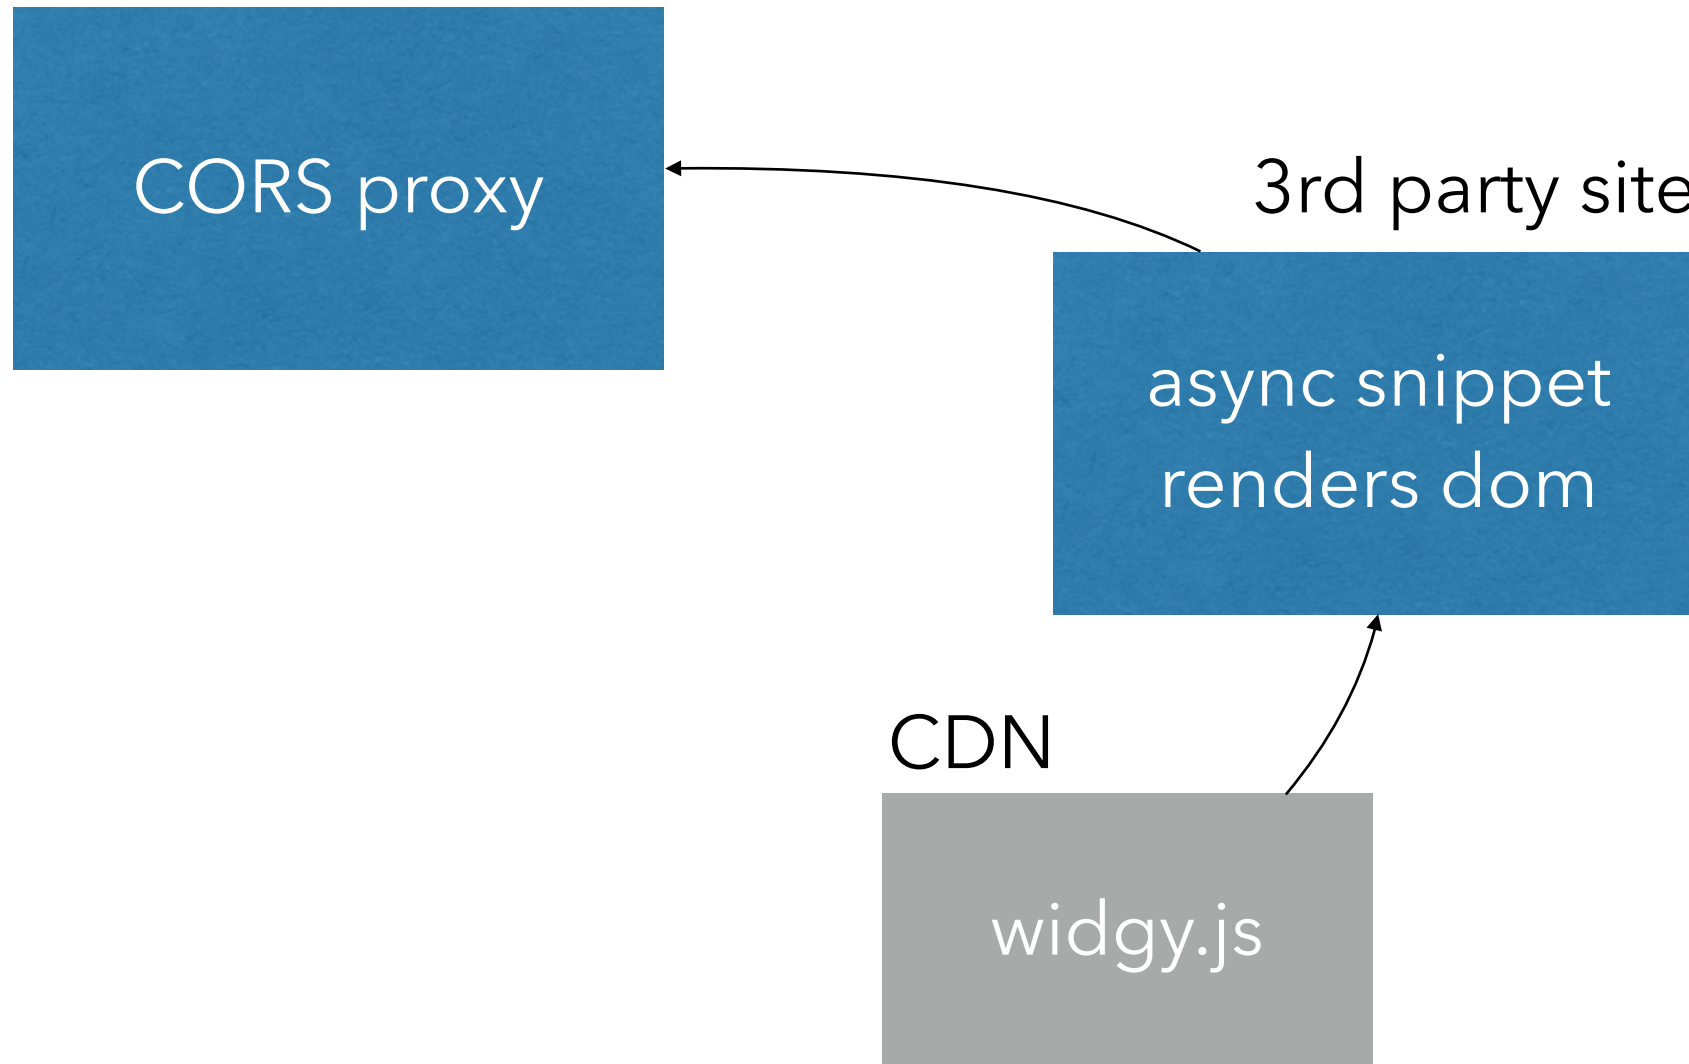 CORS proxy
3rd party site
async snippet
renders dom
CDN
widgy.js